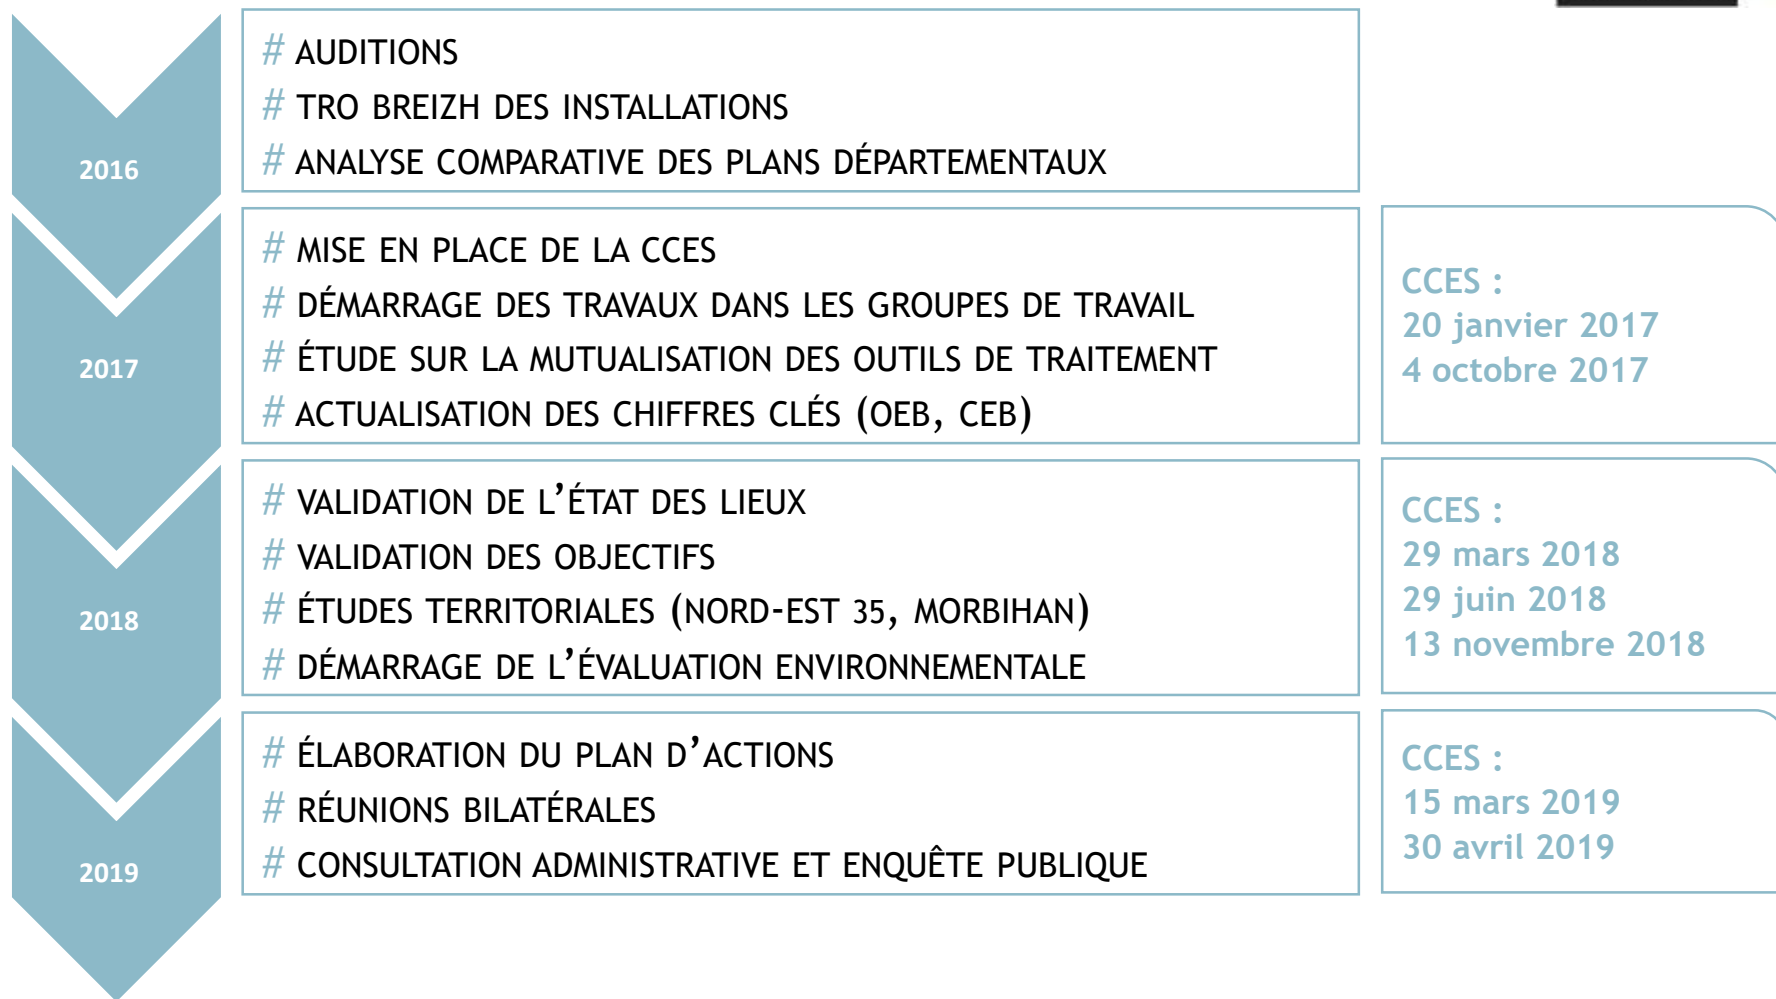 2016
# AUDITIONS
# TRO BREIZH DES INSTALLATIONS
# ANALYSE COMPARATIVE DES PLANS DÉPARTEMENTAUX
2017
# MISE EN PLACE DE LA CCES
# DÉMARRAGE DES TRAVAUX DANS LES GROUPES DE TRAVAIL
# ÉTUDE SUR LA MUTUALISATION DES OUTILS DE TRAITEMENT
# ACTUALISATION DES CHIFFRES CLÉS (OEB, CEB)
CCES :
20 janvier 2017
4 octobre 2017
2018
# VALIDATION DE L’ÉTAT DES LIEUX
# VALIDATION DES OBJECTIFS
# ÉTUDES TERRITORIALES (NORD-EST 35, MORBIHAN)
# DÉMARRAGE DE L’ÉVALUATION ENVIRONNEMENTALE
CCES :
29 mars 2018
29 juin 2018
13 novembre 2018
2019
# ÉLABORATION DU PLAN D’ACTIONS
# RÉUNIONS BILATÉRALES
# CONSULTATION ADMINISTRATIVE ET ENQUÊTE PUBLIQUE
CCES :
15 mars 2019
30 avril 2019